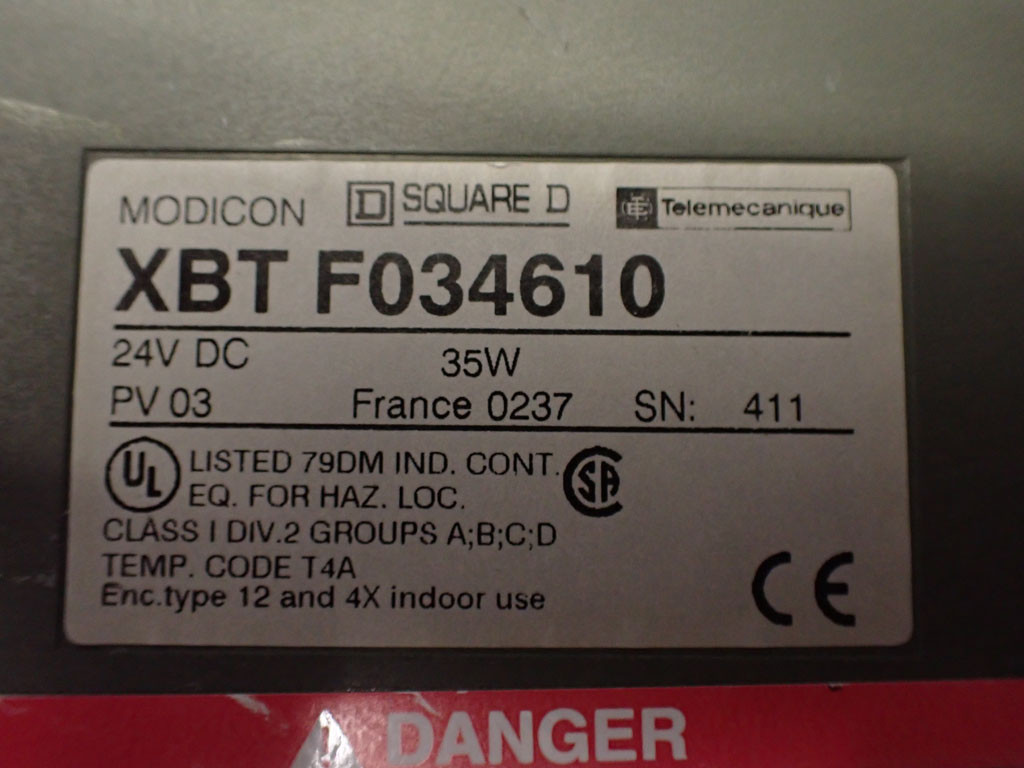 MODICON D SQUARE D Telemecanique
XBT F034610
24V DC 35W
PV 03 France 0237 SN: 411
UL LISTED 79DM IND. CONT. SA
EQ. FOR HAZ. LOC.
CLASS I DIV.2 GROUPS A;B;C;D
TEMP. CODE T4A
Enc.type 12 and 4X indoor use
CE
DANGER